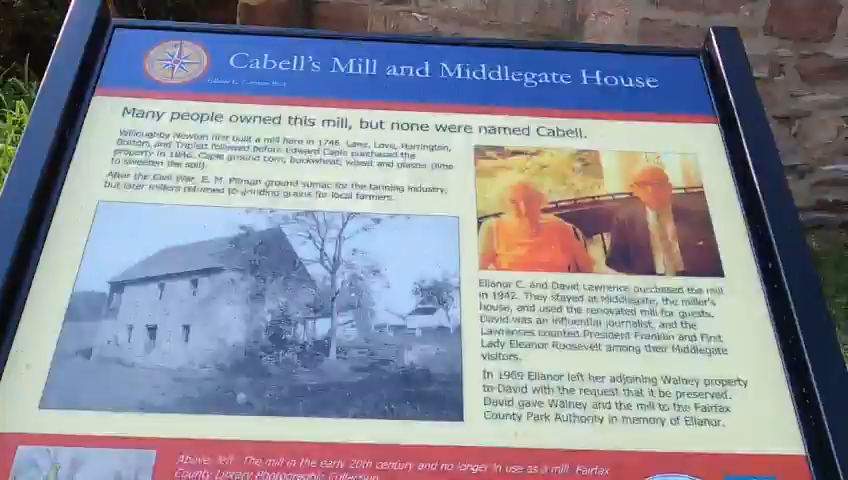 Cabell's Mill and Middlegate House
Many people owned this mill, but none were named Cabell.
Willoughby Newton first built a mill here in 1746. Lane, Love, Harrington,
and Triplett followed before Edward Cable purchased the
property in 1846. Cable ground corn, buckwheat, wheat and plaster (lime
to sweeten the soil).
After the Civil War, E. M. Pitman ground sumac for the tanning industry,
but later millers returned to grinding grains for local farmers.
Ellanor C. and David Lawrence purchased the mill
in 1942. They stayed at Middlegate, the miller's
house, and used the renovated mill for guests.
David was an influential journalist, and the
Lawrences counted President Franklin and First
Lady Eleanor Roosevelt among their Middlegate
visitors.
In 1969 Ellanor left her adjoining Walney property
to David with the request that it be preserved.
David gave Walney and the mill to the Fairfax
County Park Authority in memory of Ellanor.
Above, left: The mill in the early 20th century and no longer in use as a mill. Fairfax
County Library Photographic Collection